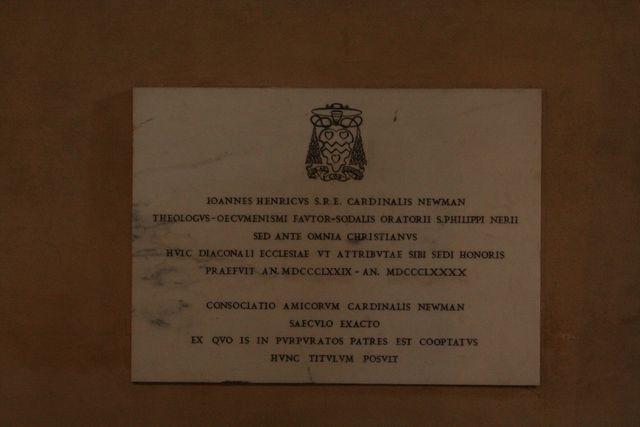 IOANNES HENRICVS S.R.E. CARDINALIS NEWMAN
THEOLOGVS-OECVMENISMI FAVTOR-SODALIS ORATORII S.PHILIPPI NERII
SED ANTE OMNIA CHRISTIANVS
HVIC DIACONALI ECCLESIAE VT ATTRIBVTAE SIBI SEDI HONORIS
PRAEFVIT AN.MDCCCLXXIX - AN. MDCCCLXXXX
CONSOCIATIO AMICORVM CARDINALIS NEWMAN
SAECVLO EXACTO
EX QVO IS IN PVRPVRATOS PATRES EST COOPTATVS
HVNC TITVLVM POSVIT